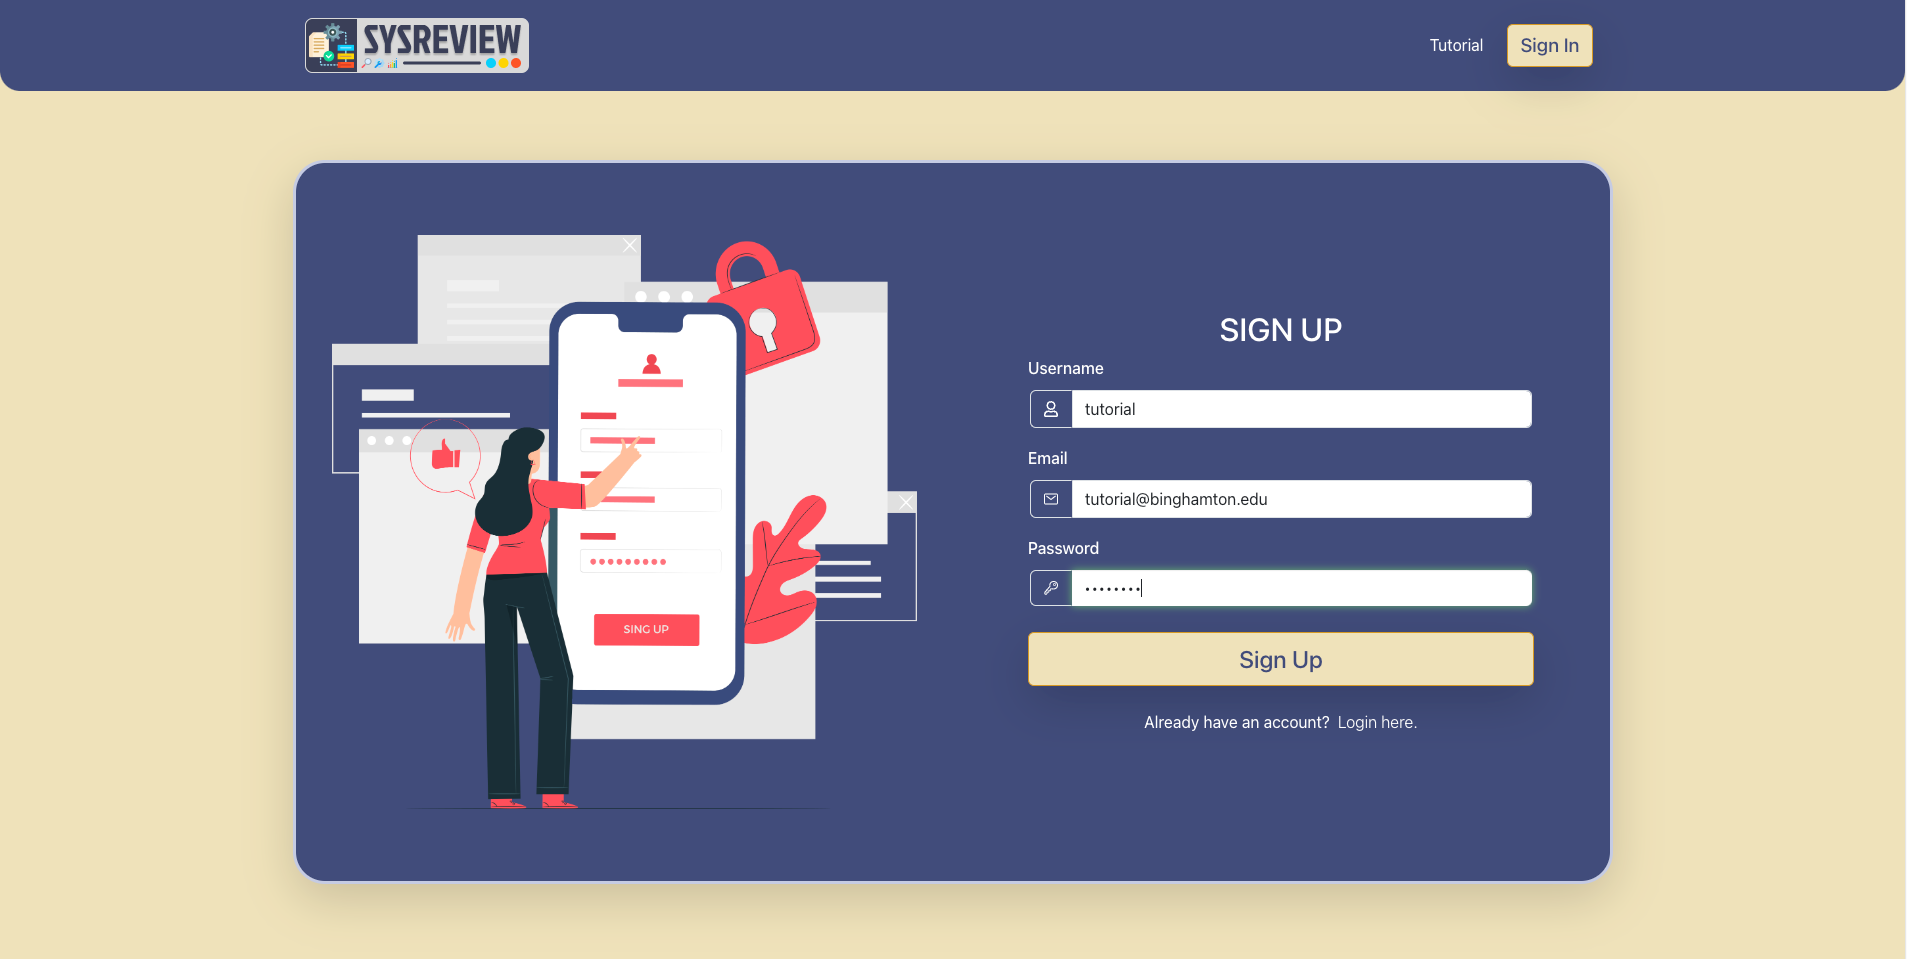 SYSREVIEW
Tutorial
Sign In
SING UP
SIGN UP
Username
tutorial
Email
tutorial@binghamton.edu
Password
••••••••
Sign Up
Already have an account? Login here.